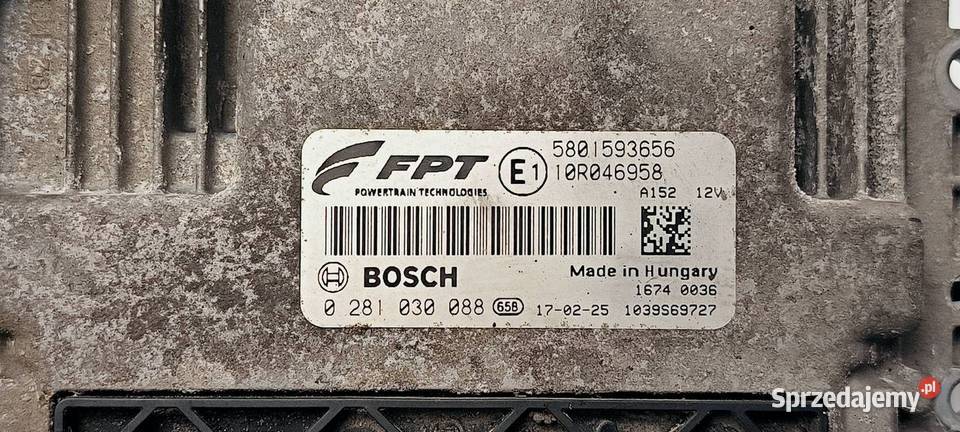 FPT
POWERTRAIN TECHNOLOGIES
E1
5801593656
10R046958
A152 12V
BOSCH
Made in Hungary
1674 0036
0 281 030 088 65B 17-02-25 1039S69727
Sprzedajemy.pl